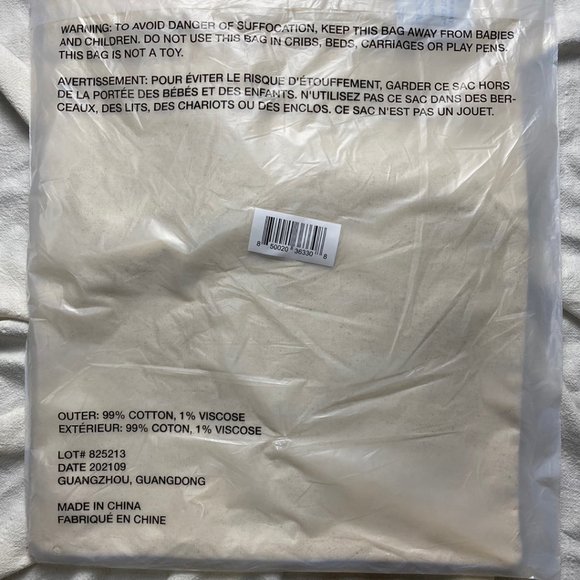 WARNING: TO AVOID DANGER OF SUFFOCATION, KEEP THIS BAG AWAY FROM BABIES
AND CHILDREN. DO NOT USE THIS BAG IN CRIBS, BEDS, CARRIAGES OR PLAY PENS.
THIS BAG IS NOT A TOY.
AVERTISSEMENT: POUR ÉVITER LE RISQUE D'ÉTOUFFEMENT, GARDER CE SAC HORS
DE LA PORTÉE DES BÉBÉS ET DES ENFANTS. N'UTILISEZ PAS CE SAC DANS DES BER-
CEAUX, DES LITS, DES CHARIOTS OU DES ENCLOS. CE SAC N'EST PAS UN JOUET.
8 50020 36330 8
OUTER: 99% COTTON, 1% VISCOSE
EXTÉRIEUR: 99% COTON, 1% VISCOSE
LOT# 825213
DATE 202109
GUANGZHOU, GUANGDONG
MADE IN CHINA
FABRIQUÉ EN CHINE